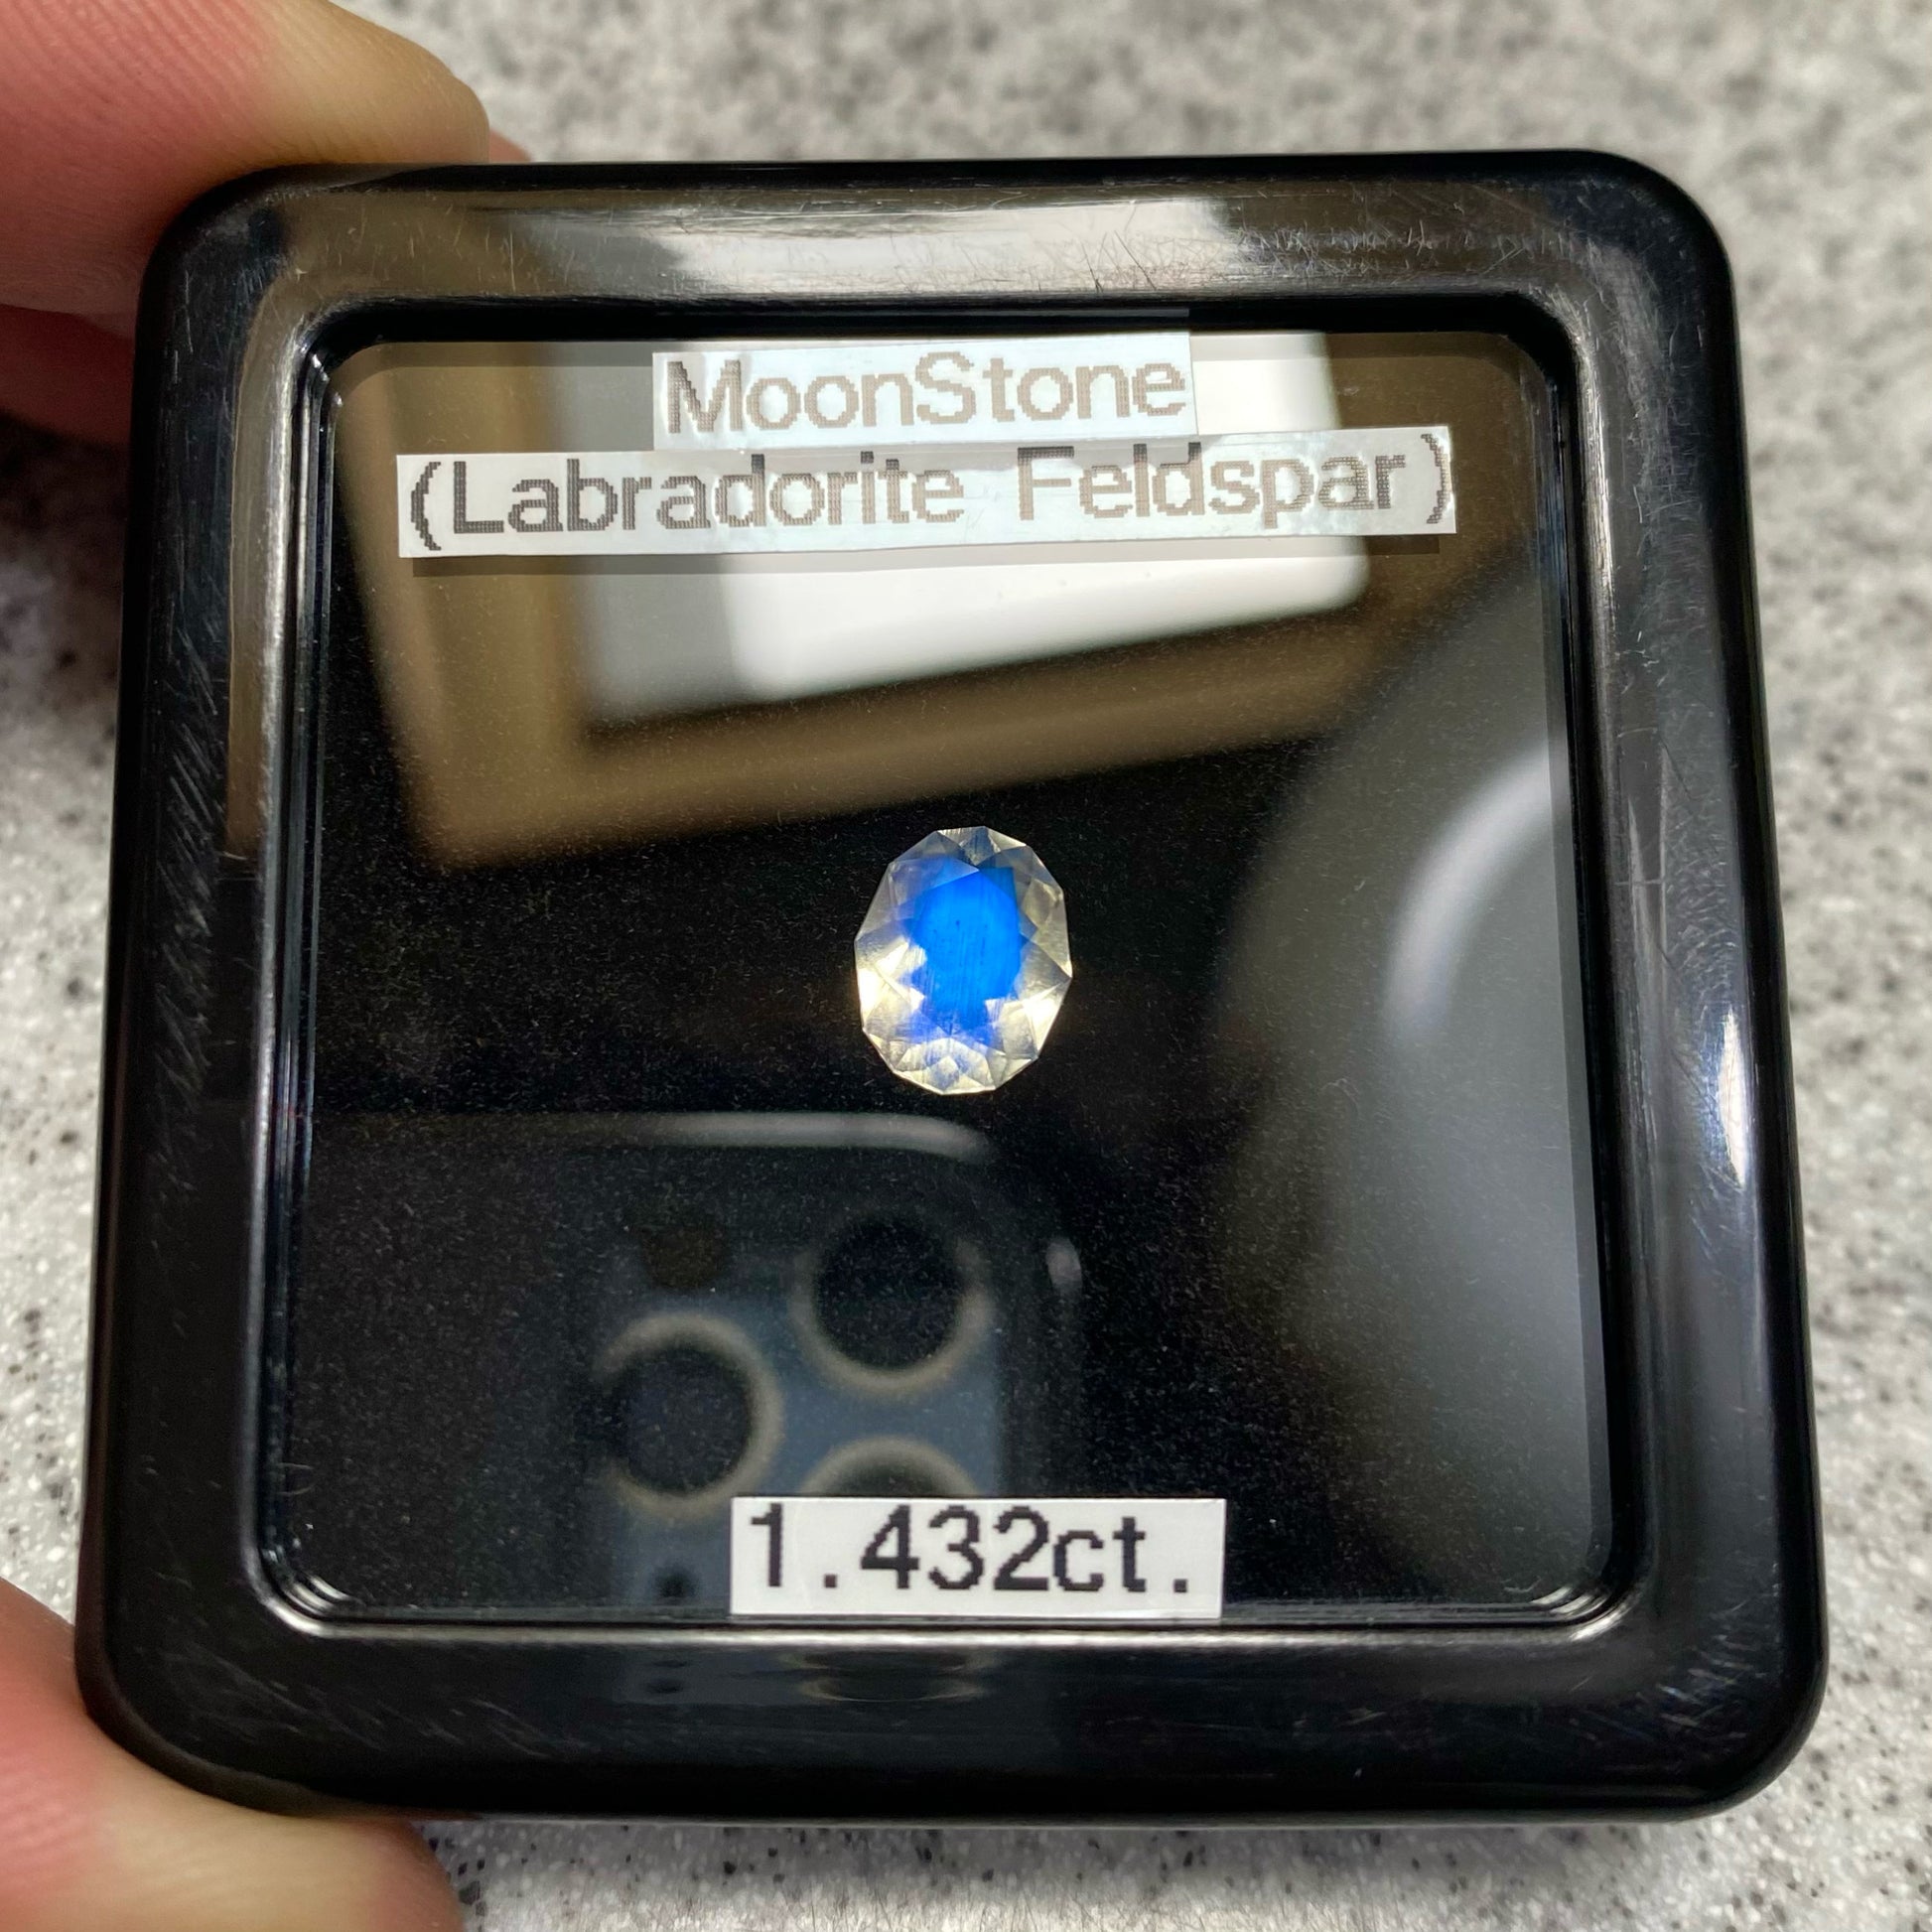 MoonStone
(Labradorite Feldspar)
1.432ct.